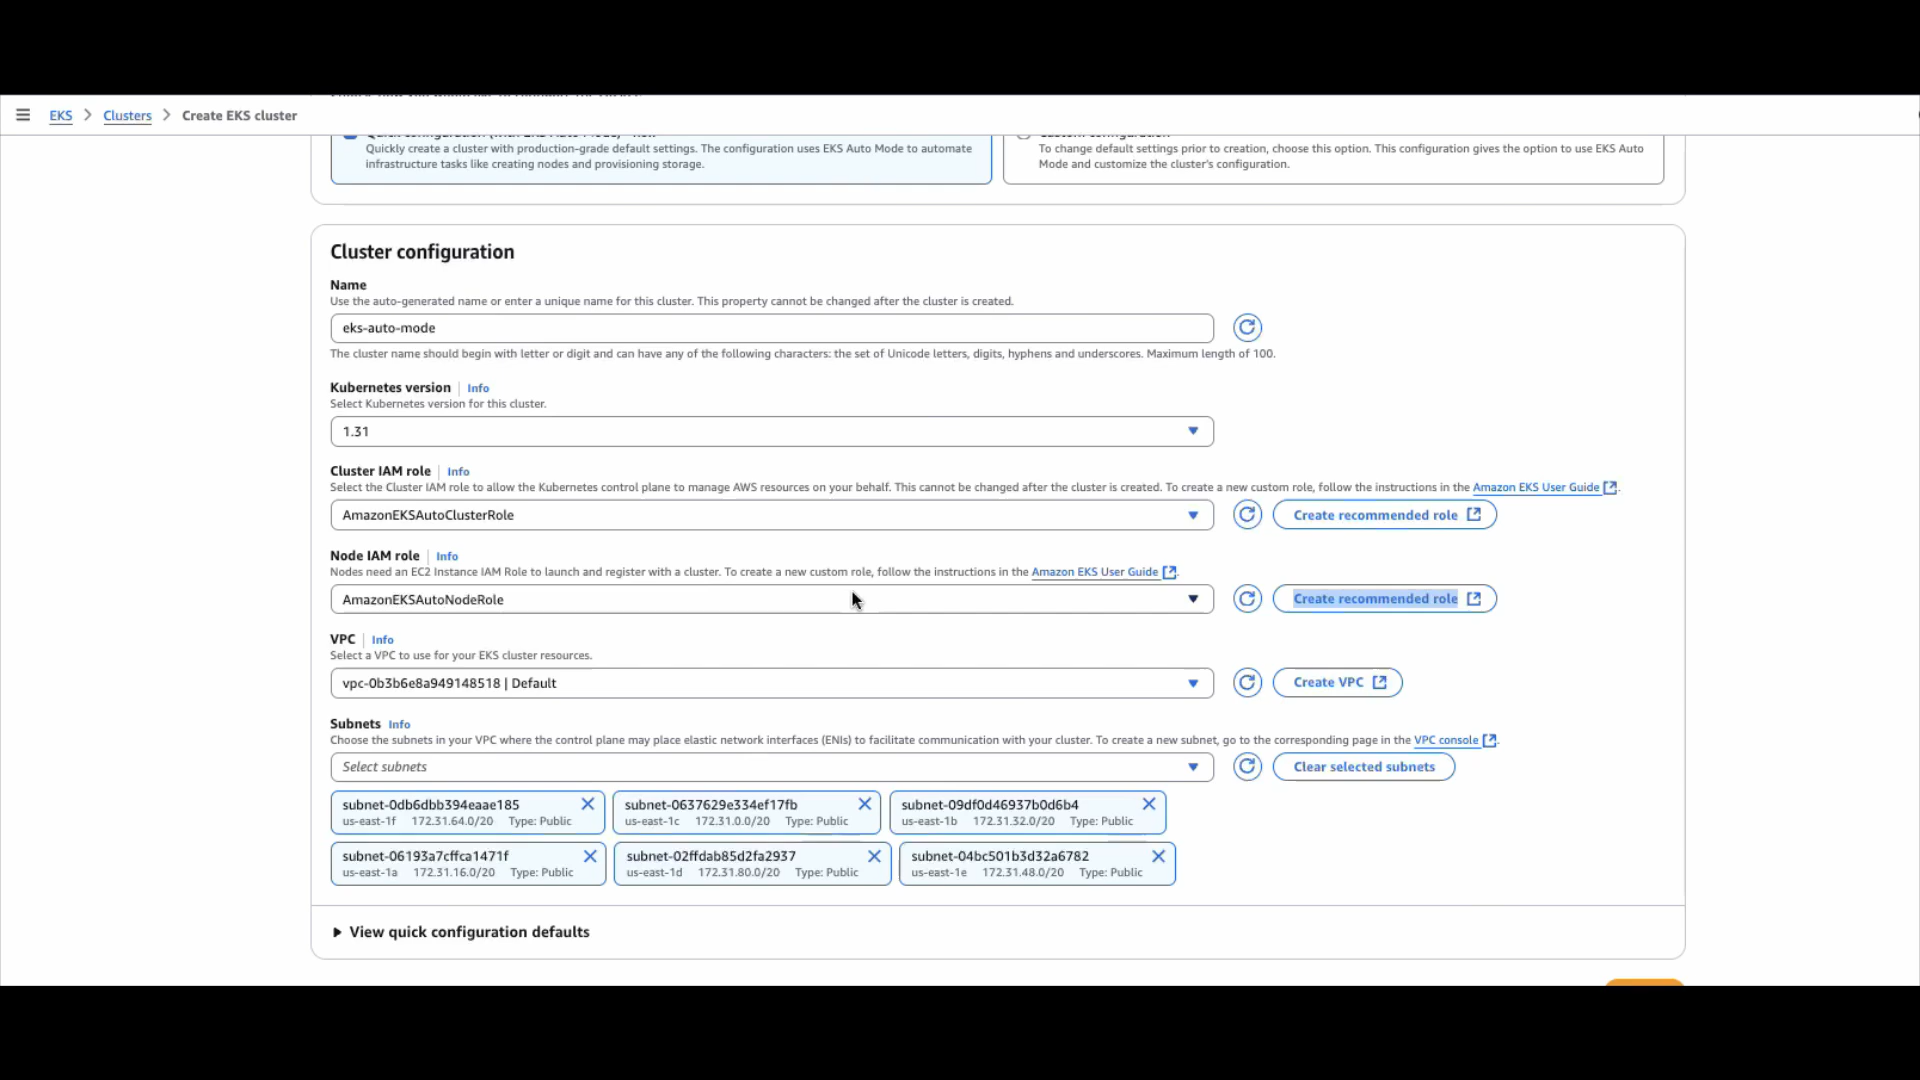 EKS > Clusters > Create EKS cluster
Quickly create a cluster with production-grade default settings. The configuration uses EKS Auto Mode to automate
infrastructure tasks like creating nodes and provisioning storage.
To change default settings prior to creation, choose this option. This configuration gives the option to use EKS Auto
Mode and customize the cluster's configuration.
Cluster configuration
Name
Use the auto-generated name or enter a unique name for this cluster. This property cannot be changed after the cluster is created.
eks-auto-mode
The cluster name should begin with letter or digit and can have any of the following characters: the set of Unicode letters, digits, hyphens and underscores. Maximum length of 100.
Kubernetes version | Info
Select Kubernetes version for this cluster.
1.31
Cluster IAM role | Info
Select the Cluster IAM role to allow the Kubernetes control plane to manage AWS resources on your behalf. This cannot be changed after the cluster is created. To create a new custom role, follow the instructions in the Amazon EKS User Guide.
AmazonEKSAutoClusterRole
Create recommended role
Node IAM role | Info
Nodes need an EC2 Instance IAM Role to launch and register with a cluster. To create a new custom role, follow the instructions in the Amazon EKS User Guide.
AmazonEKSAutoNodeRole
Create recommended role
VPC | Info
Select a VPC to use for your EKS cluster resources.
vpc-0b3b6e8a949148518 | Default
Create VPC
Subnets Info
Choose the subnets in your VPC where the control plane may place elastic network interfaces (ENIs) to facilitate communication with your cluster. To create a new subnet, go to the corresponding page in the VPC console.
Select subnets
Clear selected subnets
subnet-0db6dbb394eaae185
us-east-1f 172.31.64.0/20 Type: Public
subnet-0637629e334ef17fb
us-east-1c 172.31.0.0/20 Type: Public
subnet-09df0d46937b0d6b4
us-east-1b 172.31.32.0/20 Type: Public
subnet-06193a7cffca1471f
us-east-1a 172.31.16.0/20 Type: Public
subnet-02ffdab85d2fa2937
us-east-1d 172.31.80.0/20 Type: Public
subnet-04bc501b3d32a6782
us-east-1e 172.31.48.0/20 Type: Public
View quick configuration defaults